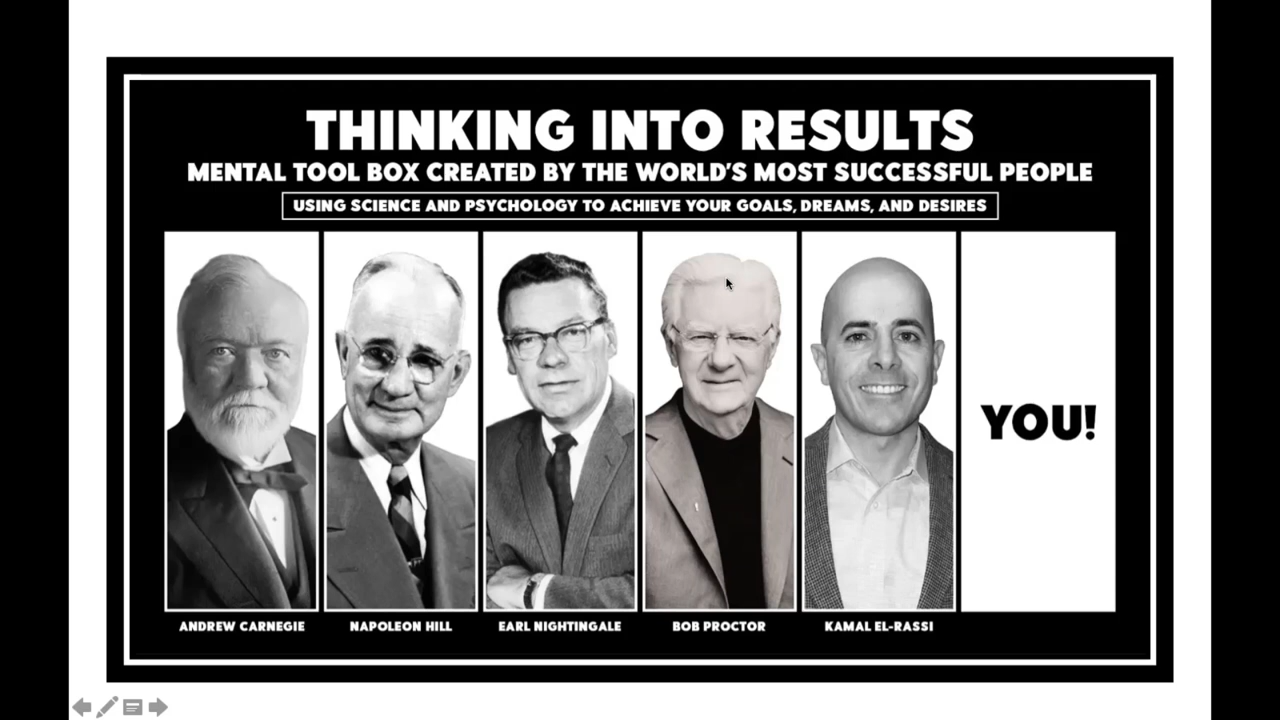 THINKING INTO RESULTS
MENTAL TOOL BOX CREATED BY THE WORLD'S MOST SUCCESSFUL PEOPLE
USING SCIENCE AND PSYCHOLOGY TO ACHIEVE YOUR GOALS, DREAMS, AND DESIRES
YOU!
ANDREW CARNEGIE NAPOLEON HILL EARL NIGHTINGALE BOB PROCTOR KAMAL EL-RASSI